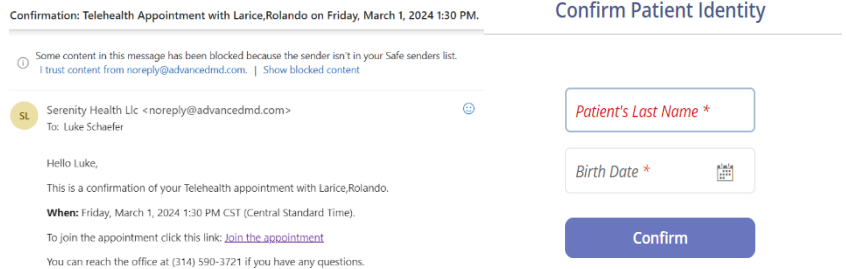 Confirmation: Telehealth Appointment with Larice,Rolando on Friday, March 1, 2024 1:30 PM.
Some content in this message has been blocked because the sender isn't in your Safe senders list.
I trust content from noreply@advancedmd.com. | Show blocked content
SL
Serenity Health Llc <noreply@advancedmd.com>
To: Luke Schaefer
Hello Luke,
This is a confirmation of your Telehealth appointment with Larice,Rolando.
When: Friday, March 1, 2024 1:30 PM CST (Central Standard Time).
To join the appointment click this link: Join the appointment
You can reach the office at (314) 590-3721 if you have any questions.
Confirm Patient Identity
Patient's Last Name *
Birth Date *
Confirm